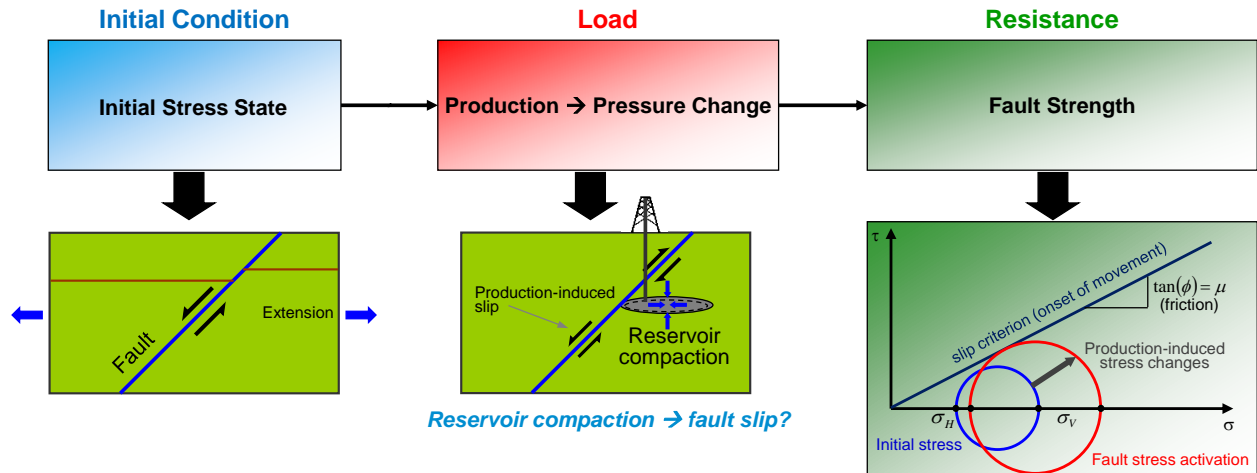 Initial Condition
Load
Resistance
Initial Stress State
Production → Pressure Change
Fault Strength
Fault
Extension
Production-induced
slip
Reservoir
compaction
Reservoir compaction → fault slip?
τ
slip criterion (onset of movement)
tan(ϕ) = μ
(friction)
Production-induced
stress changes
σ_H
σ_V
σ
Initial stress
Fault stress activation